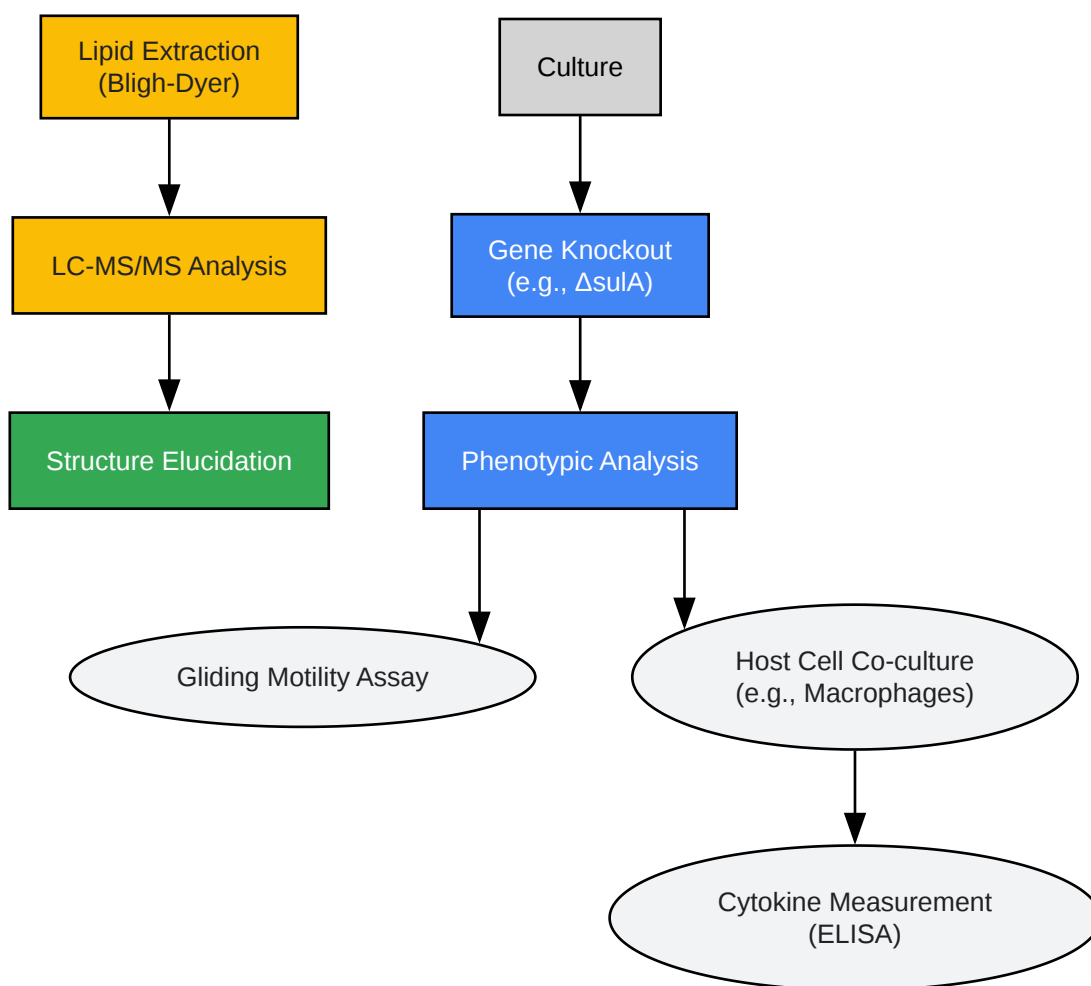 Lipid Extraction
(Bligh-Dyer)
Culture
LC-MS/MS Analysis
Gene Knockout
(e.g., ΔsulA)
Structure Elucidation
Phenotypic Analysis
Gliding Motility Assay
Host Cell Co-culture
(e.g., Macrophages)
Cytokine Measurement
(ELISA)